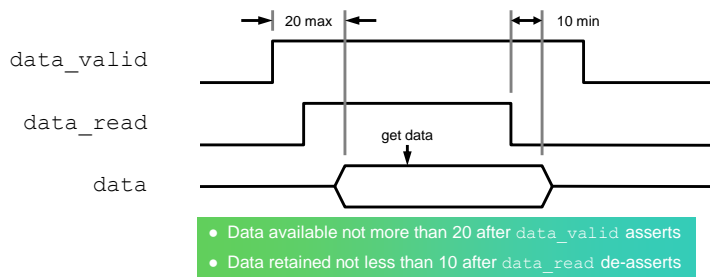 20 max
10 min
data_valid
data_read
get data
data
● Data available not more than 20 after data_valid asserts
● Data retained not less than 10 after data_read de-asserts